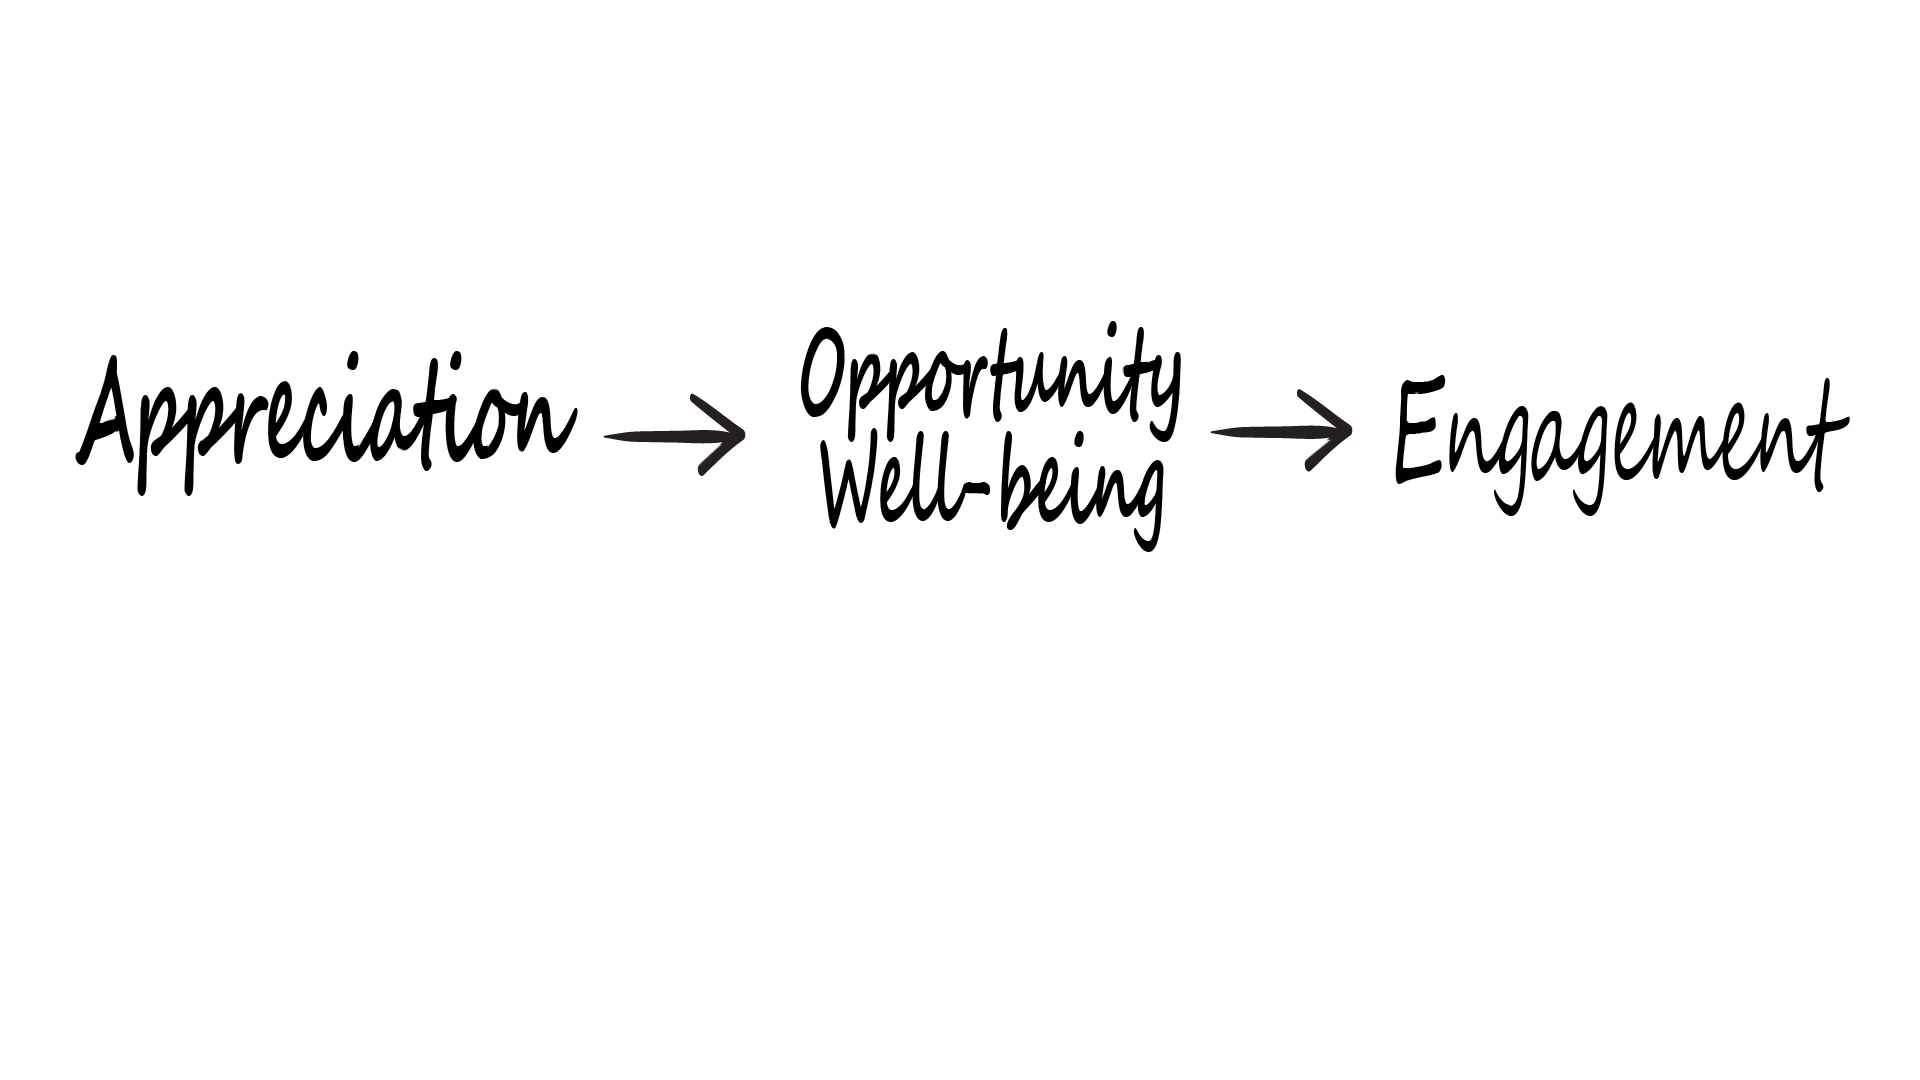 Appreciation → Opportunity → Engagement
Well-being